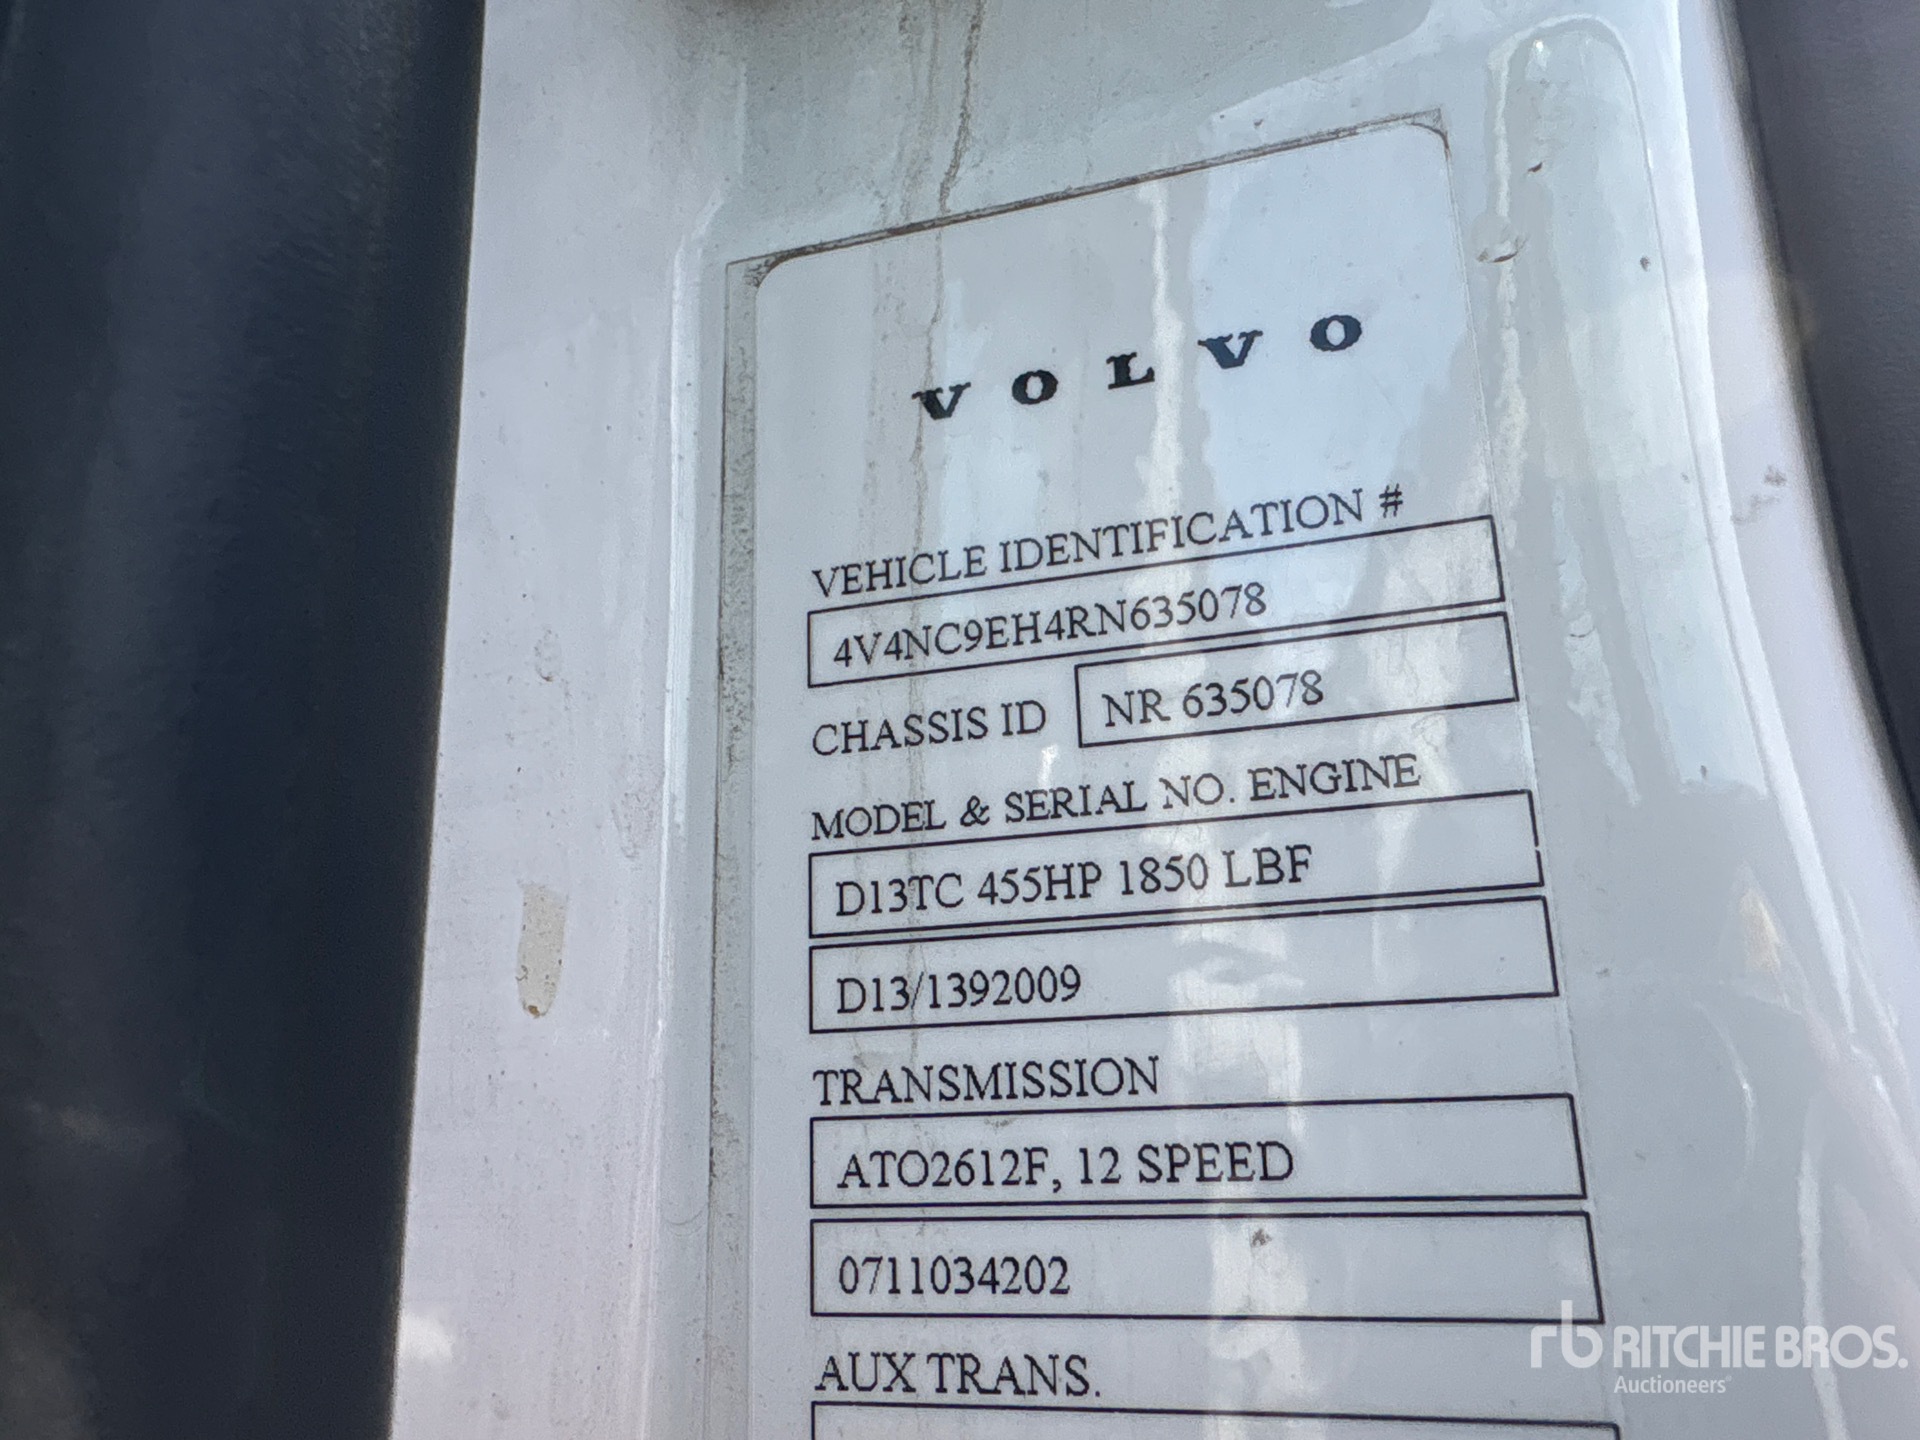 VOLVO
VEHICLE IDENTIFICATION #
4V4NC9EH4RN635078
CHASSIS ID NR 635078
MODEL & SERIAL NO. ENGINE
D13TC 455HP 1850 LBF
D13/1392009
TRANSMISSION
ATO2612F, 12 SPEED
0711034202
AUX TRANS.
rb RITCHIE BROS.
Auctioneers